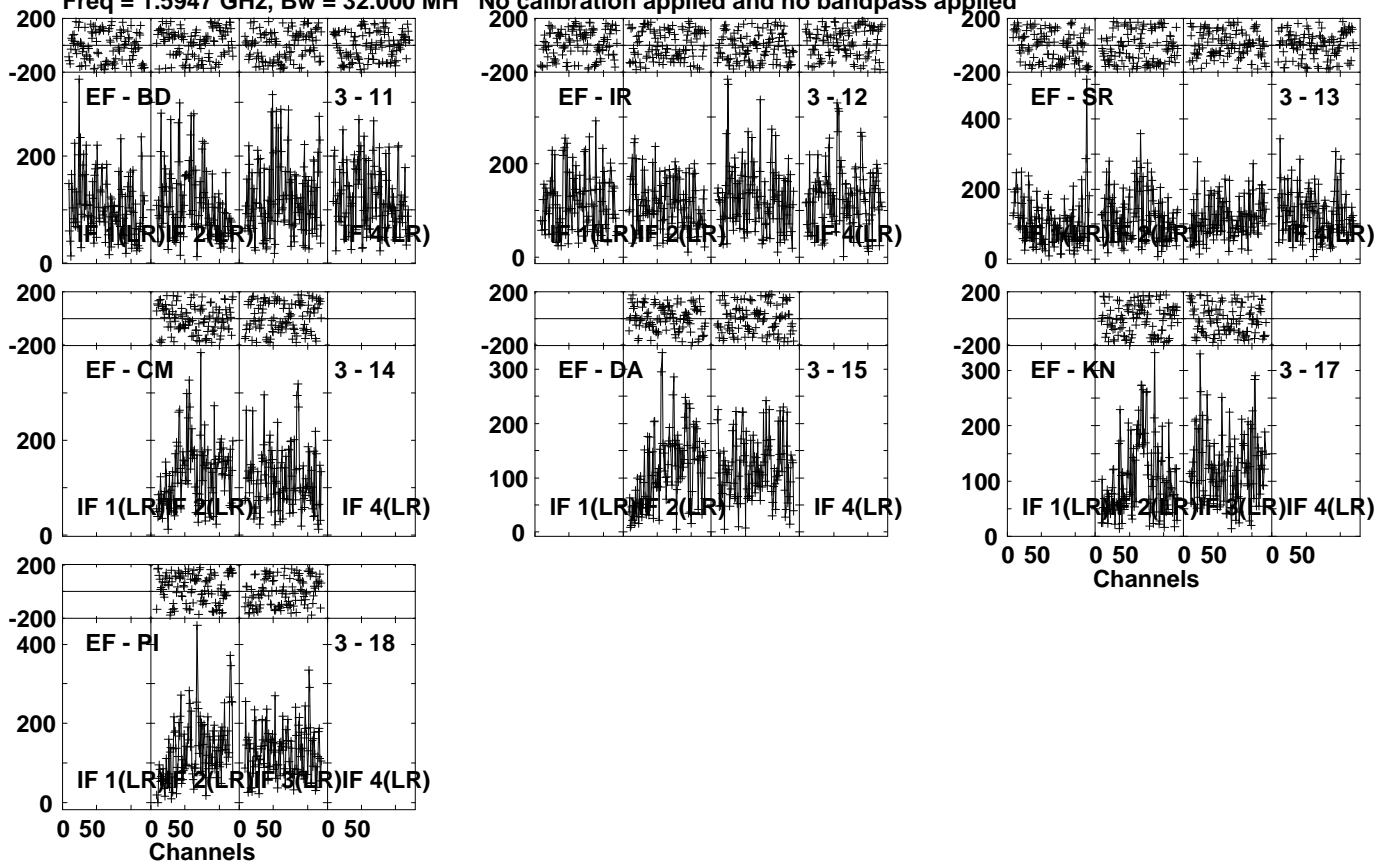 Freq = 1.5947 GHz, Bw = 32.000 MH No calibration applied and no bandpass applied
200
-200
EF - BD 3 - 11
200
IF 1(LR) IF 2(LR) IF 4(LR)
0
200
-200
EF - IR 3 - 12
200
IF 1(LR) IF 2(LR) IF 4(LR)
0
200
-200
EF - SR 3 - 13
400
200
IF 1(LR) IF 2(LR) IF 4(LR)
0
200
-200
EF - CM 3 - 14
200
IF 1(LR) IF 2(LR) IF 4(LR)
0
200
-200
EF - DA 3 - 15
300
200
100
IF 1(LR) IF 2(LR) IF 4(LR)
0
200
-200
EF - KN 3 - 17
300
200
100
IF 1(LR) IF 2(LR) IF 3(LR) IF 4(LR)
0
0 50 0 50 0 50 0 50
Channels
200
-200
EF - PI 3 - 18
400
200
IF 1(LR) IF 2(LR) IF 3(LR) IF 4(LR)
0
0 50 0 50 0 50 0 50
Channels